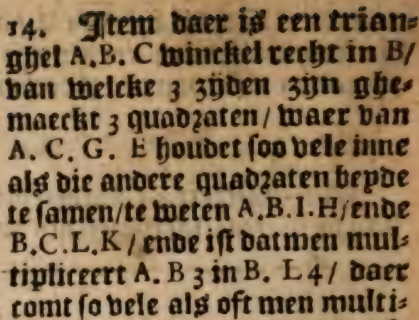 14. Item daer is een trian⸗
ghel A.B. C winckel recht in B/
van welcke 3 zijden zijn ghe⸗
maeckt 3 quadraten / waer van
A. C. G. E houdet soo vele inne
als die andere quadraten beyde
te samen/te weten A.B.I.H/ende
B.C.L.K / ende ist datmen mul⸗
tipliceert A. B 3 in B. L 4/ daer
comt so vele als oft men multi⸗